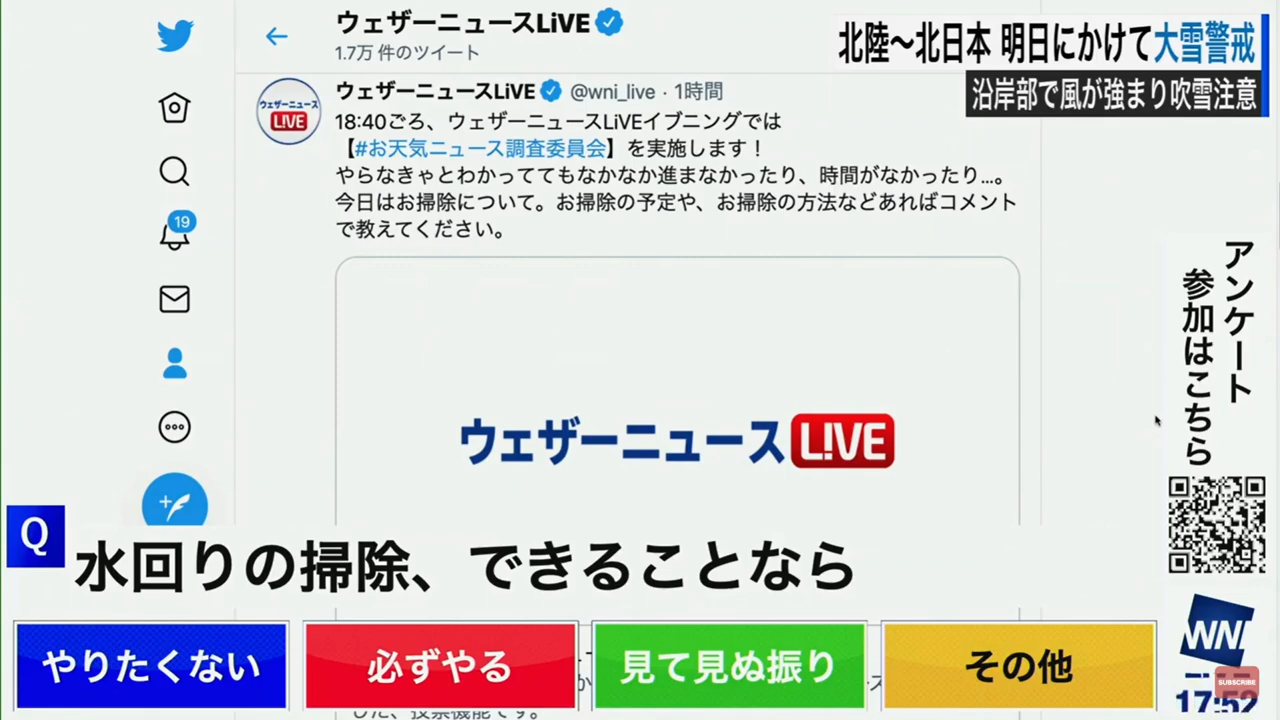 ウェザーニュースLiVE
1.7万 件のツイート
北陸〜北日本 明日にかけて大雪警戒
沿岸部で風が強まり吹雪注意
ウェザーニュース
LIVE
ウェザーニュースLiVE @wni_live · 1時間
18:40ごろ、ウェザーニュースLiVEイブニングでは
【#お天気ニュース調査委員会】を実施します！
やらなきゃとわかっててもなかなか進まなかったり、時間がなかったり...。
今日はお掃除について。お掃除の予定や、お掃除の方法などあればコメント
で教えてください。
19
ウェザーニュース L!VE
アンケート
参加はこちら
Q
水回りの掃除、できることなら
やりたくない
必ずやる
見て見ぬ振り
その他
WNI
SUBSCRIBE
17:52
した、投票機能です。